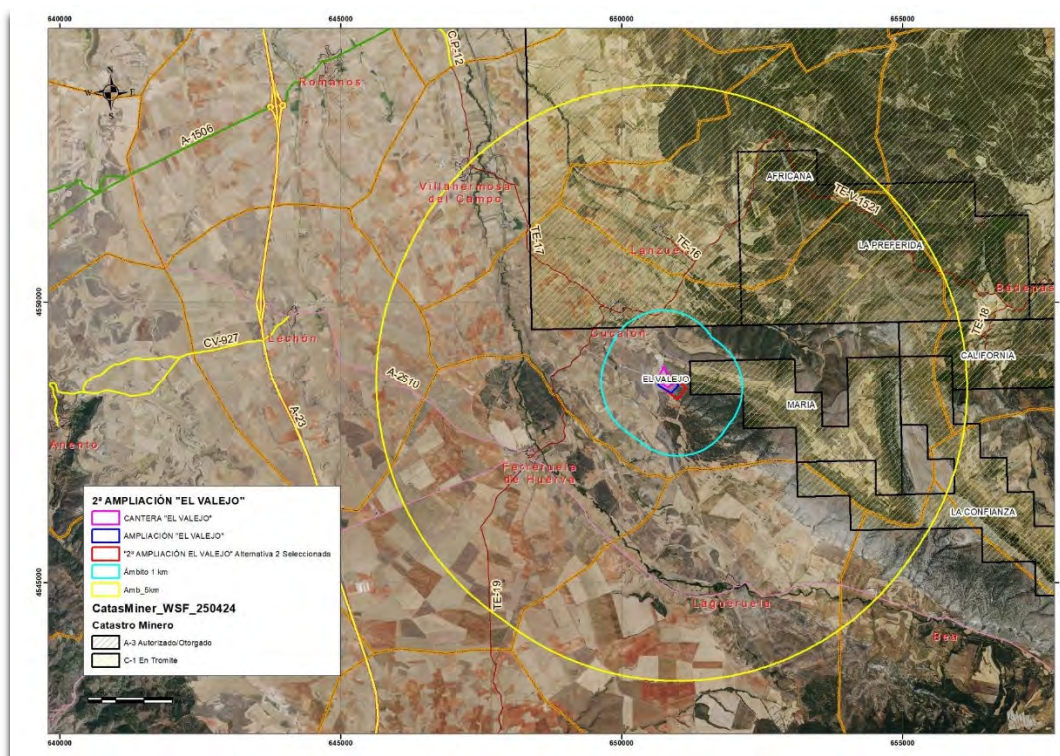 640000
645000
650000
655000
N
W
E
S
Romanos
C-P-12
A-1506
Villahermosa
del Campo
AFRICANA
TE-V-1521
TE-17
Lanzuela
TE-16
LA PREFERIDA
Bádenas
4550000
4550000
Cucalón
TE-18
CV-927
Lechón
CALIFORNIA
A-2510
EL VALEJO
MARIA
A-23
Anento
Ferreruela
de Huerva
LA CONFIANZA
2ª AMPLIACIÓN "EL VALEJO"
CANTERA "EL VALEJO"
AMPLIACIÓN "EL VALEJO"
"2ª AMPLIACIÓN EL VALEJO" Alternativa 2 Seleccionada
Ámbito 1 km
Amb_5km
CatasMiner_WSF_250424
Catastro Minero
A-3 Autorizado/Otorgado
C-1 En Tromite
4545000
4545000
TE-19
Lagueruela
Bea
640000
645000
650000
655000